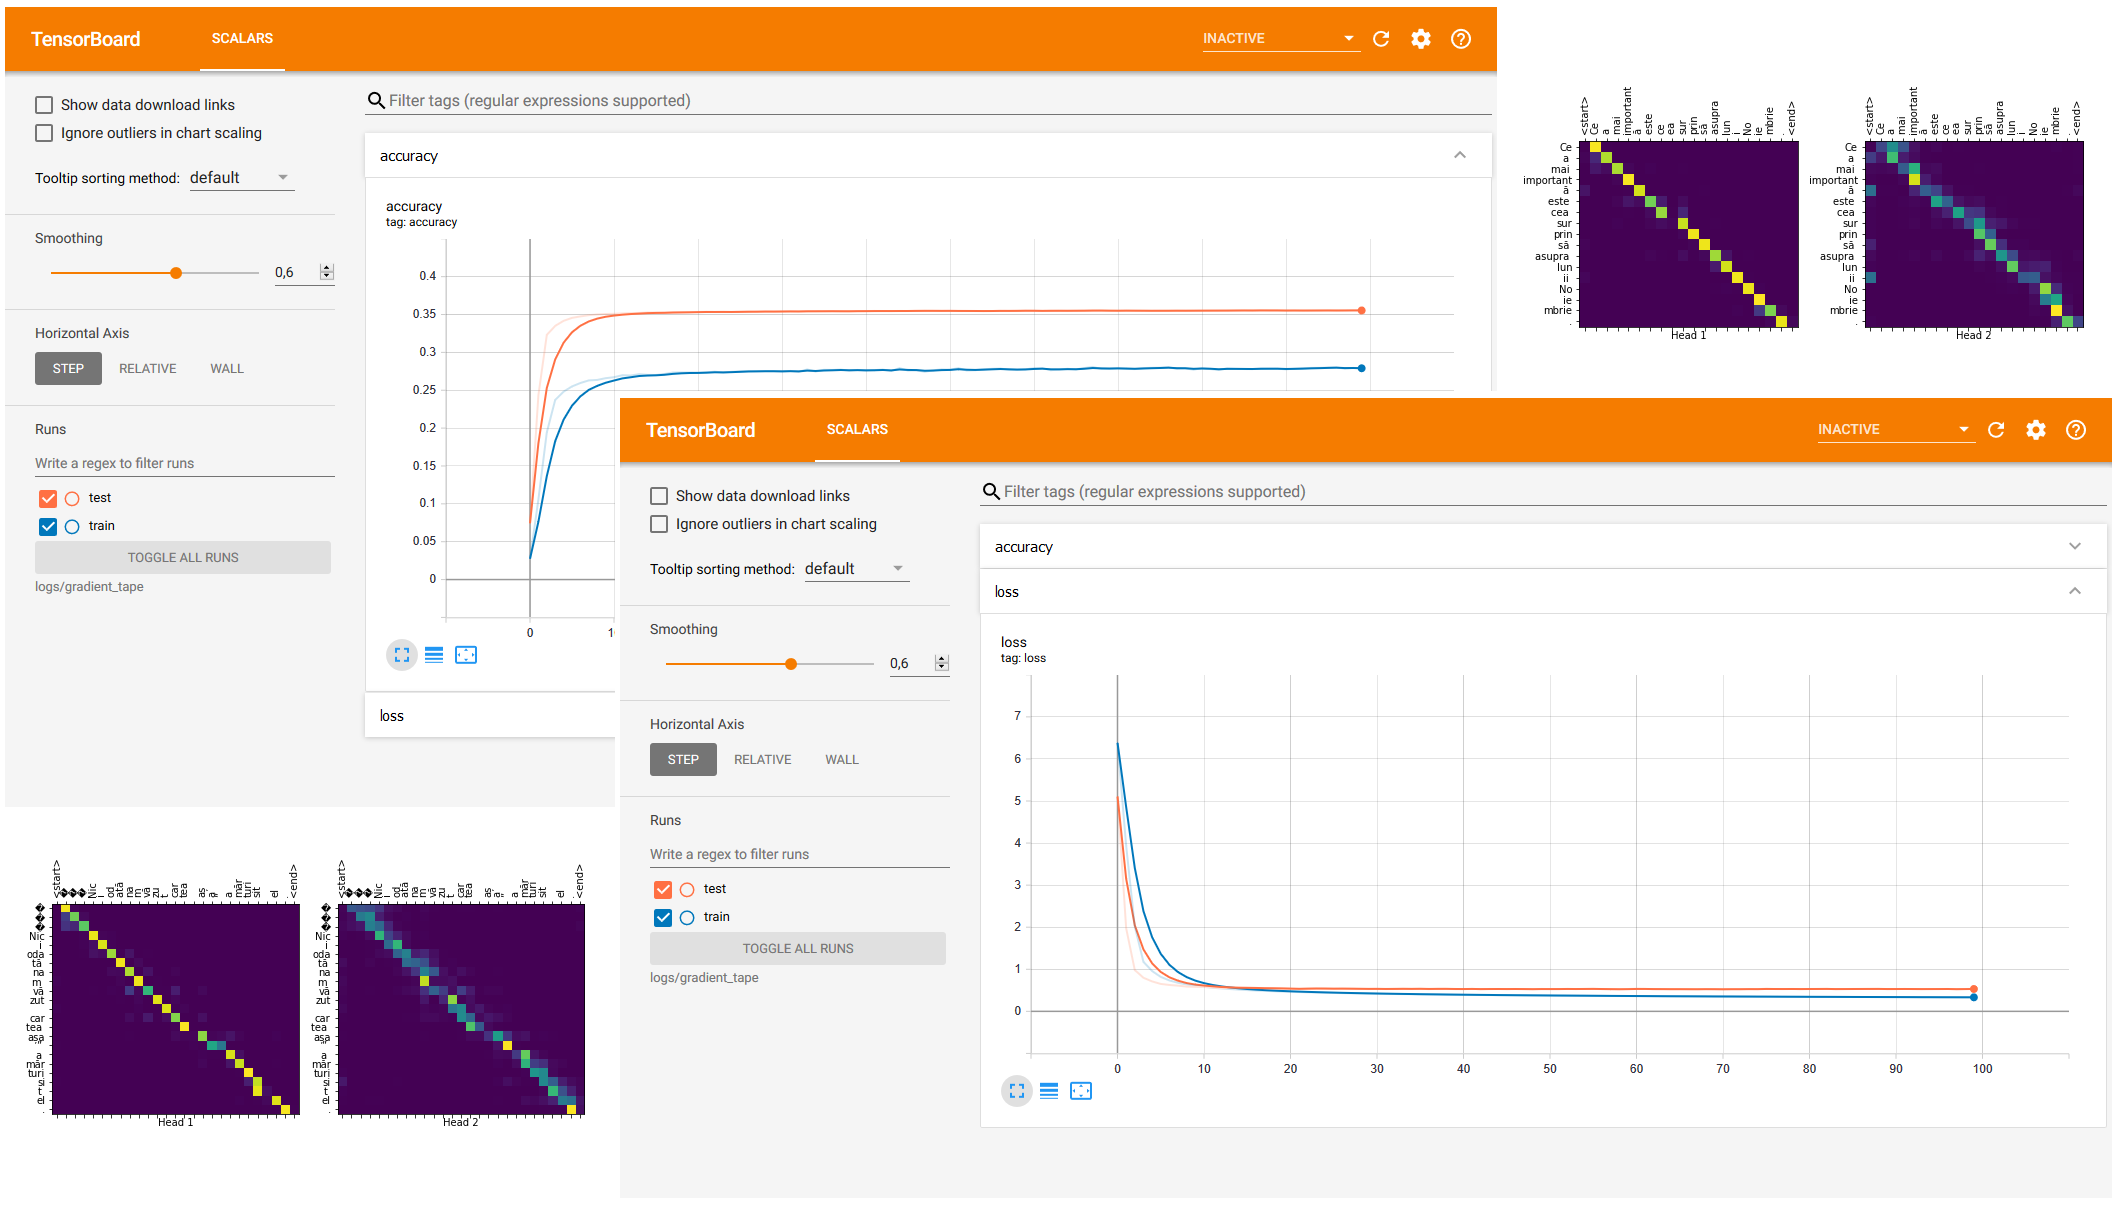 TensorBoard
SCALARS
INACTIVE
Show data download links
Ignore outliers in chart scaling
Tooltip sorting method: default
Smoothing
0,6
Horizontal Axis
STEP RELATIVE WALL
Runs
Write a regex to filter runs
test
train
TOGGLE ALL RUNS
logs/gradient_tape
Filter tags (regular expressions supported)
accuracy
accuracy
tag: accuracy
0.4
0.35
0.3
0.25
0.2
0.15
0.1
0.05
0
0 1
loss
<start> Ce a mai important ă este ce ea sur prin să asupra lun i No ie mbrie . <end>
Ce
a
mai
important
ă
este
cea
sur
prin
să
asupra
lun
ii
No
ie
mbrie
.
Head 1
<start> Ce a mai important ă este ce ea sur prin să asupra lun i No ie mbrie . <end>
Ce
a
mai
important
ă
este
cea
sur
prin
să
asupra
lun
ii
No
ie
mbrie
.
Head 2
TensorBoard
SCALARS
INACTIVE
Show data download links
Ignore outliers in chart scaling
Tooltip sorting method: default
Smoothing
0,6
Horizontal Axis
STEP RELATIVE WALL
Runs
Write a regex to filter runs
test
train
TOGGLE ALL RUNS
logs/gradient_tape
Filter tags (regular expressions supported)
accuracy
loss
loss
tag: loss
7
6
5
4
3
2
1
0
0 10 20 30 40 50 60 70 80 90 100
<start> � � � Nic i od ată na m vă zu t car tea as a a măr turi sit el . <end>
�
�
�
Nic
i
oda
tă
na
m
vă
zut
car
tea
asa
a
măr
turi
si
t
el
.
Head 1
<start> � � � Nic i od ată na m vă zu t car tea as a a măr turi sit el . <end>
�
�
�
Nic
i
oda
tă
na
m
vă
zut
car
tea
asa
a
măr
turi
si
t
el
.
Head 2